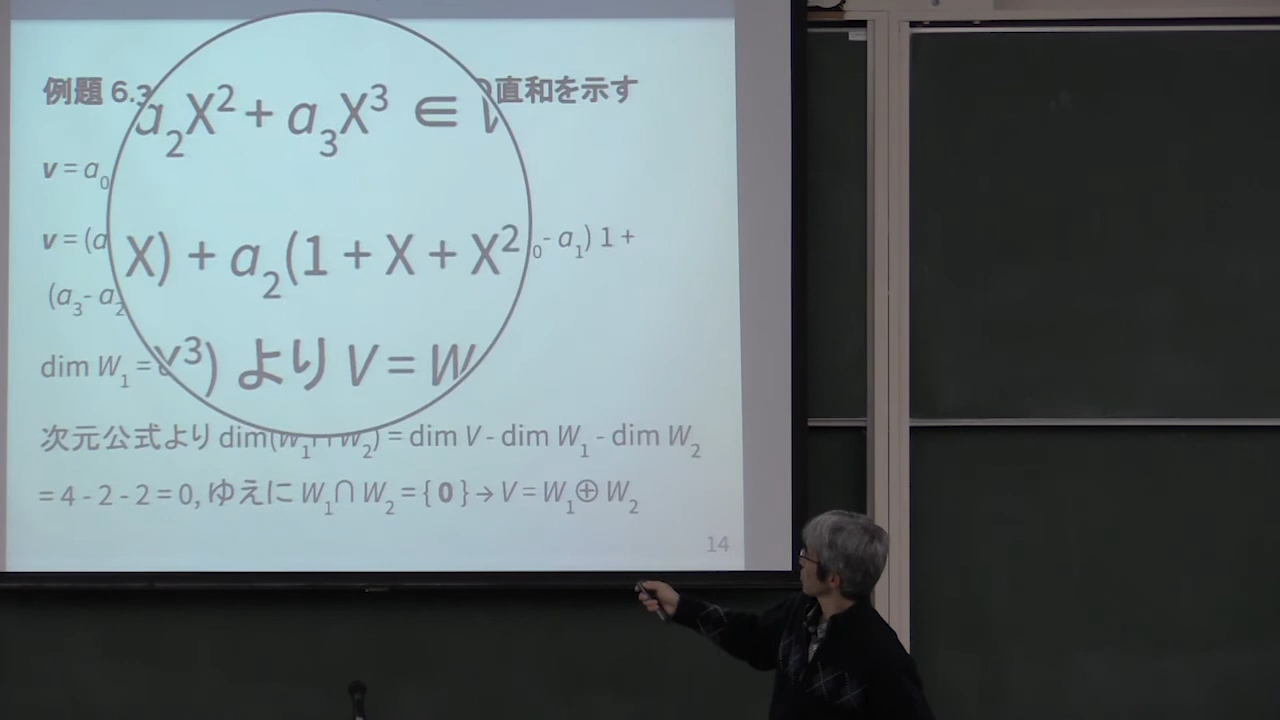 例題 6.3 の直和を示す
a₂X² + a₃X³ ∈ V
v = a₀
v = (a X) + a₂(1 + X + X² ₀- a₁) 1 +
(a₃- a₂
X³) より V = W
dim W₁ =
次元公式より dim(W₁∩W₂) = dim V - dim W₁ - dim W₂
= 4 - 2 - 2 = 0, ゆえに W₁∩ W₂ = { 0 } → V = W₁⊕ W₂
14